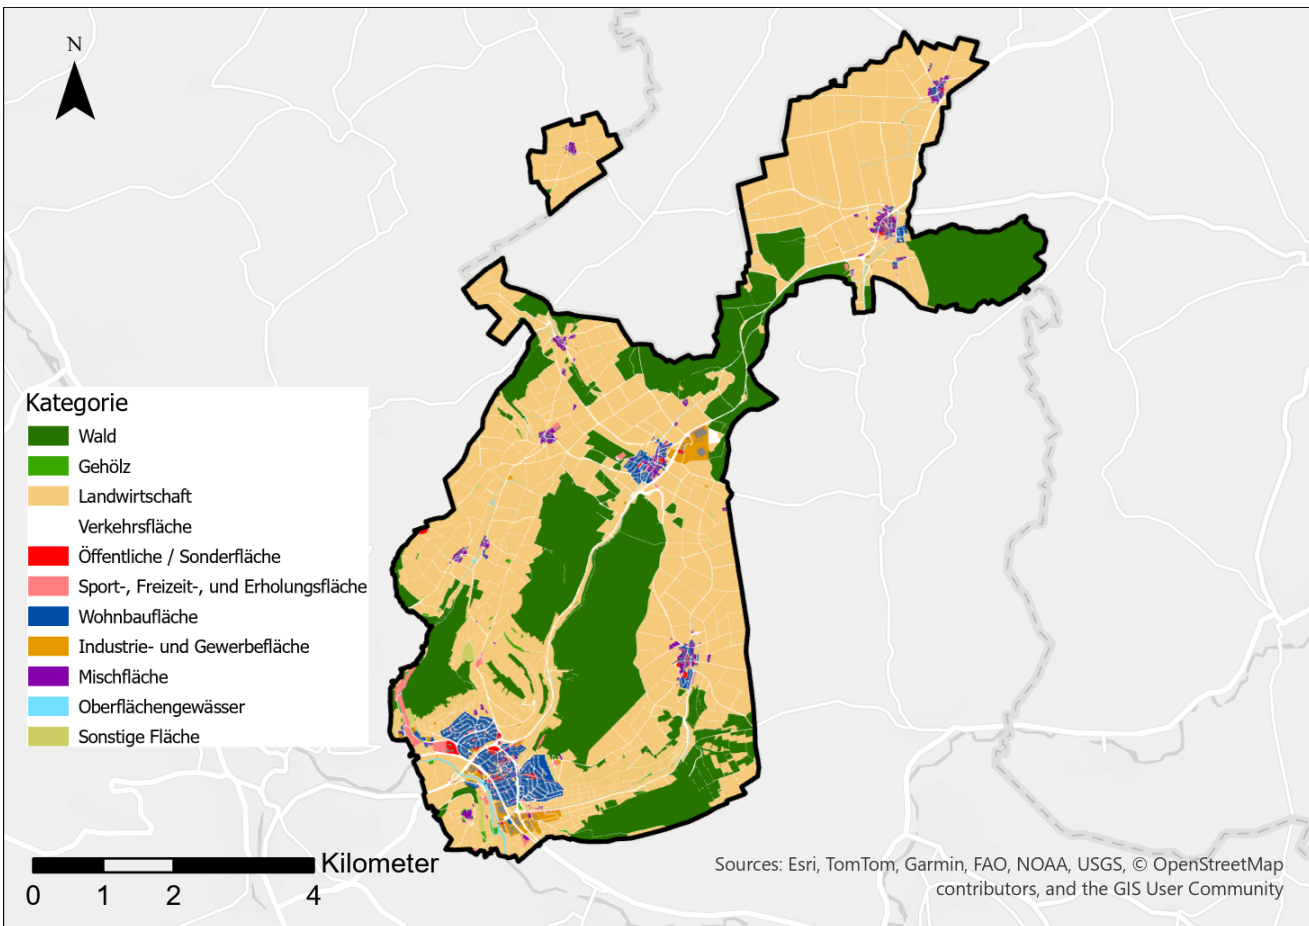 N
Kategorie
Wald
Gehölz
Landwirtschaft
Verkehrsfläche
Öffentliche / Sonderfläche
Sport-, Freizeit-, und Erholungsfläche
Wohnbaufläche
Industrie- und Gewerbefläche
Mischfläche
Oberflächengewässer
Sonstige Fläche
Kilometer
0 1 2 4
Sources: Esri, TomTom, Garmin, FAO, NOAA, USGS, © OpenStreetMap
contributors, and the GIS User Community